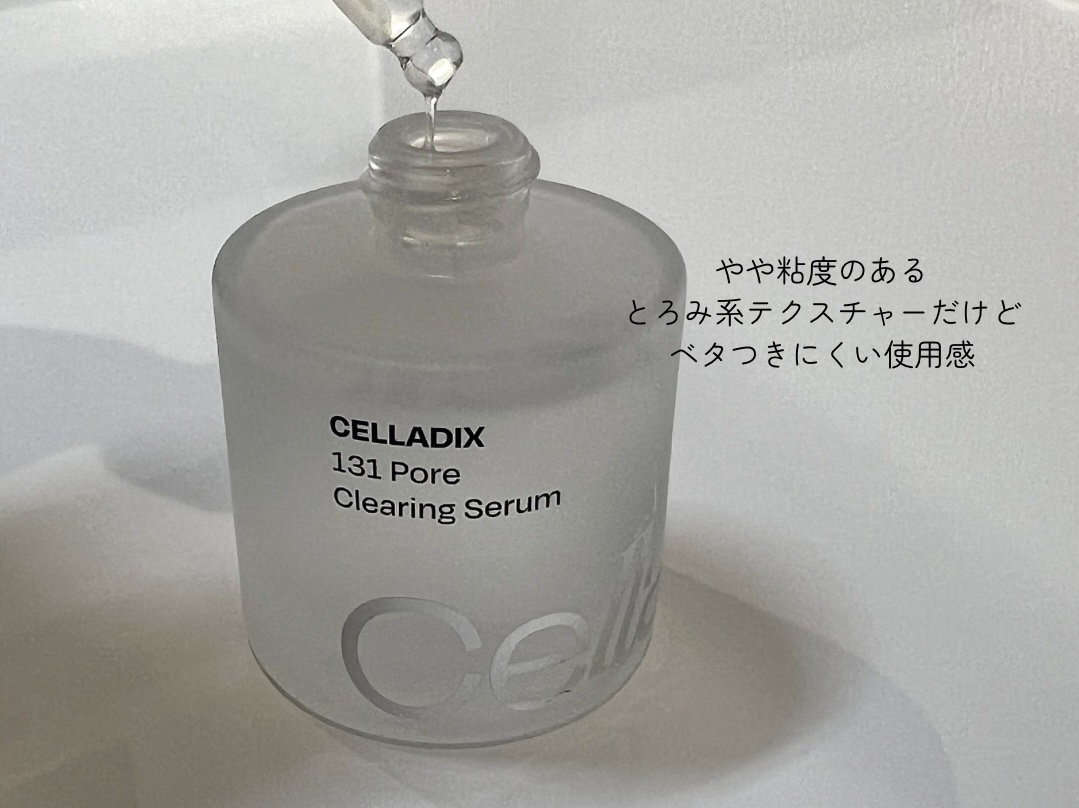 やや粘度のある
とろみ系テクスチャーだけど
ベタつきにくい使用感
CELLADIX
131 Pore
Clearing Serum
Cella